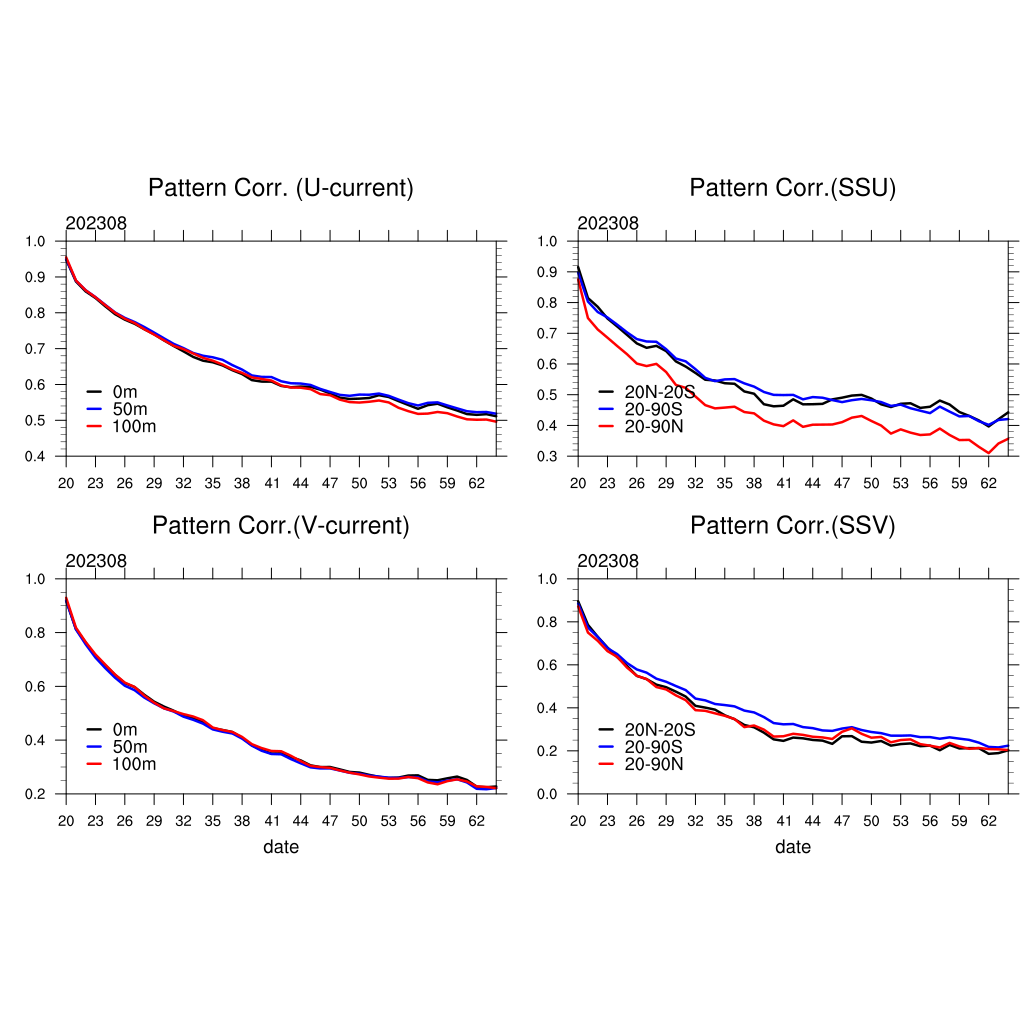 Pattern Corr. (U-current)
202308
1.0
0.9
0.8
0.7
0.6
0.5
0.4
0m
50m
100m
20 23 26 29 32 35 38 41 44 47 50 53 56 59 62
Pattern Corr.(SSU)
202308
1.0
0.9
0.8
0.7
0.6
0.5
0.4
0.3
20N-20S
20-90S
20-90N
20 23 26 29 32 35 38 41 44 47 50 53 56 59 62
Pattern Corr.(V-current)
202308
1.0
0.8
0.6
0.4
0.2
0m
50m
100m
20 23 26 29 32 35 38 41 44 47 50 53 56 59 62
date
Pattern Corr.(SSV)
202308
1.0
0.8
0.6
0.4
0.2
0.0
20N-20S
20-90S
20-90N
20 23 26 29 32 35 38 41 44 47 50 53 56 59 62
date